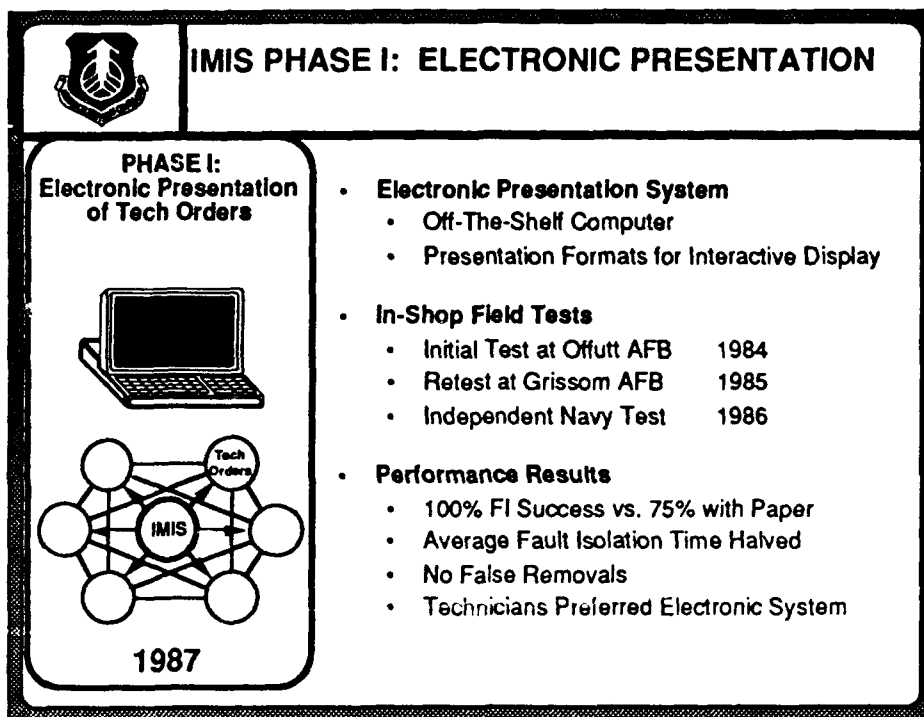 IMIS PHASE I: ELECTRONIC PRESENTATION
PHASE I:
Electronic Presentation
of Tech Orders
Tech
Orders
IMIS
1987
• Electronic Presentation System
• Off-The-Shelf Computer
• Presentation Formats for Interactive Display
• In-Shop Field Tests
• Initial Test at Offutt AFB 1984
• Retest at Grissom AFB 1985
• Independent Navy Test 1986
• Performance Results
• 100% FI Success vs. 75% with Paper
• Average Fault Isolation Time Halved
• No False Removals
• Technicians Preferred Electronic System